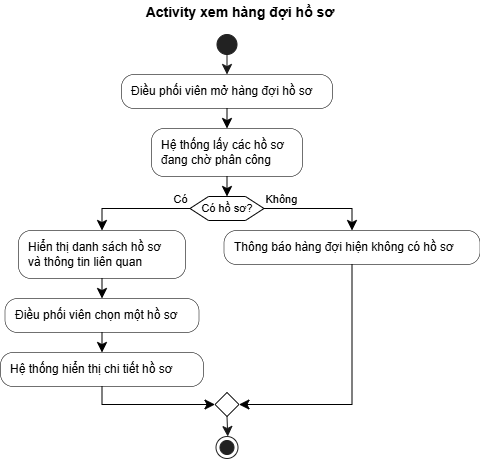 Activity xem hàng đợi hồ sơ
Điều phối viên mở hàng đợi hồ sơ
Hệ thống lấy các hồ sơ
đang chờ phân công
Có
Có hồ sơ?
Không
Hiển thị danh sách hồ sơ
và thông tin liên quan
Thông báo hàng đợi hiện không có hồ sơ
Điều phối viên chọn một hồ sơ
Hệ thống hiển thị chi tiết hồ sơ